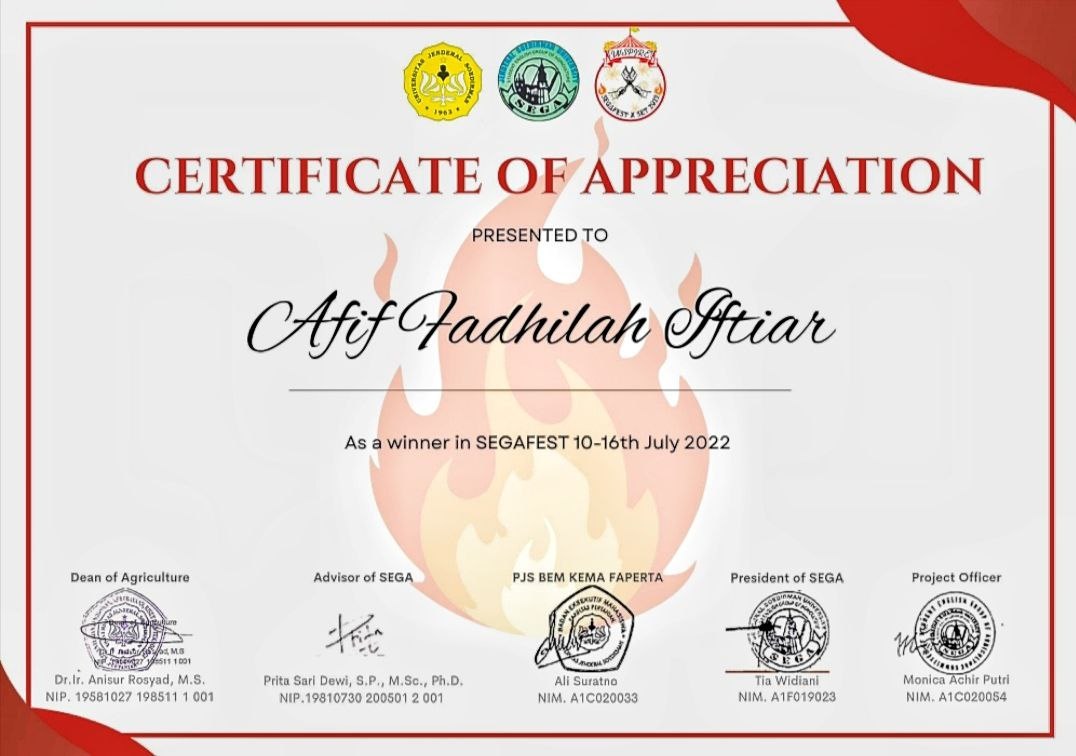 UNIVERSITAS JENDERAL SOEDIRMAN
1963
SEGA
INSPIRE
CERTIFICATE OF APPRECIATION
PRESENTED TO
Afif Fadhilah Iftiar
As a winner in SEGAFEST 10-16th July 2022
Dean of Agriculture
Advisor of SEGA
PJS BEM KEMA FAPERTA
President of SEGA
Project Officer
Dr.Ir. Anisur Rosyad, M.S.
NIP. 19581027 198511 1 001
Prita Sari Dewi, S.P., M.Sc., Ph.D.
NIP.19810730 200501 2 001
Ali Suratno
NIM. A1C020033
Tia Widiani
NIM. A1F019023
Monica Achir Putri
NIM. A1C020054